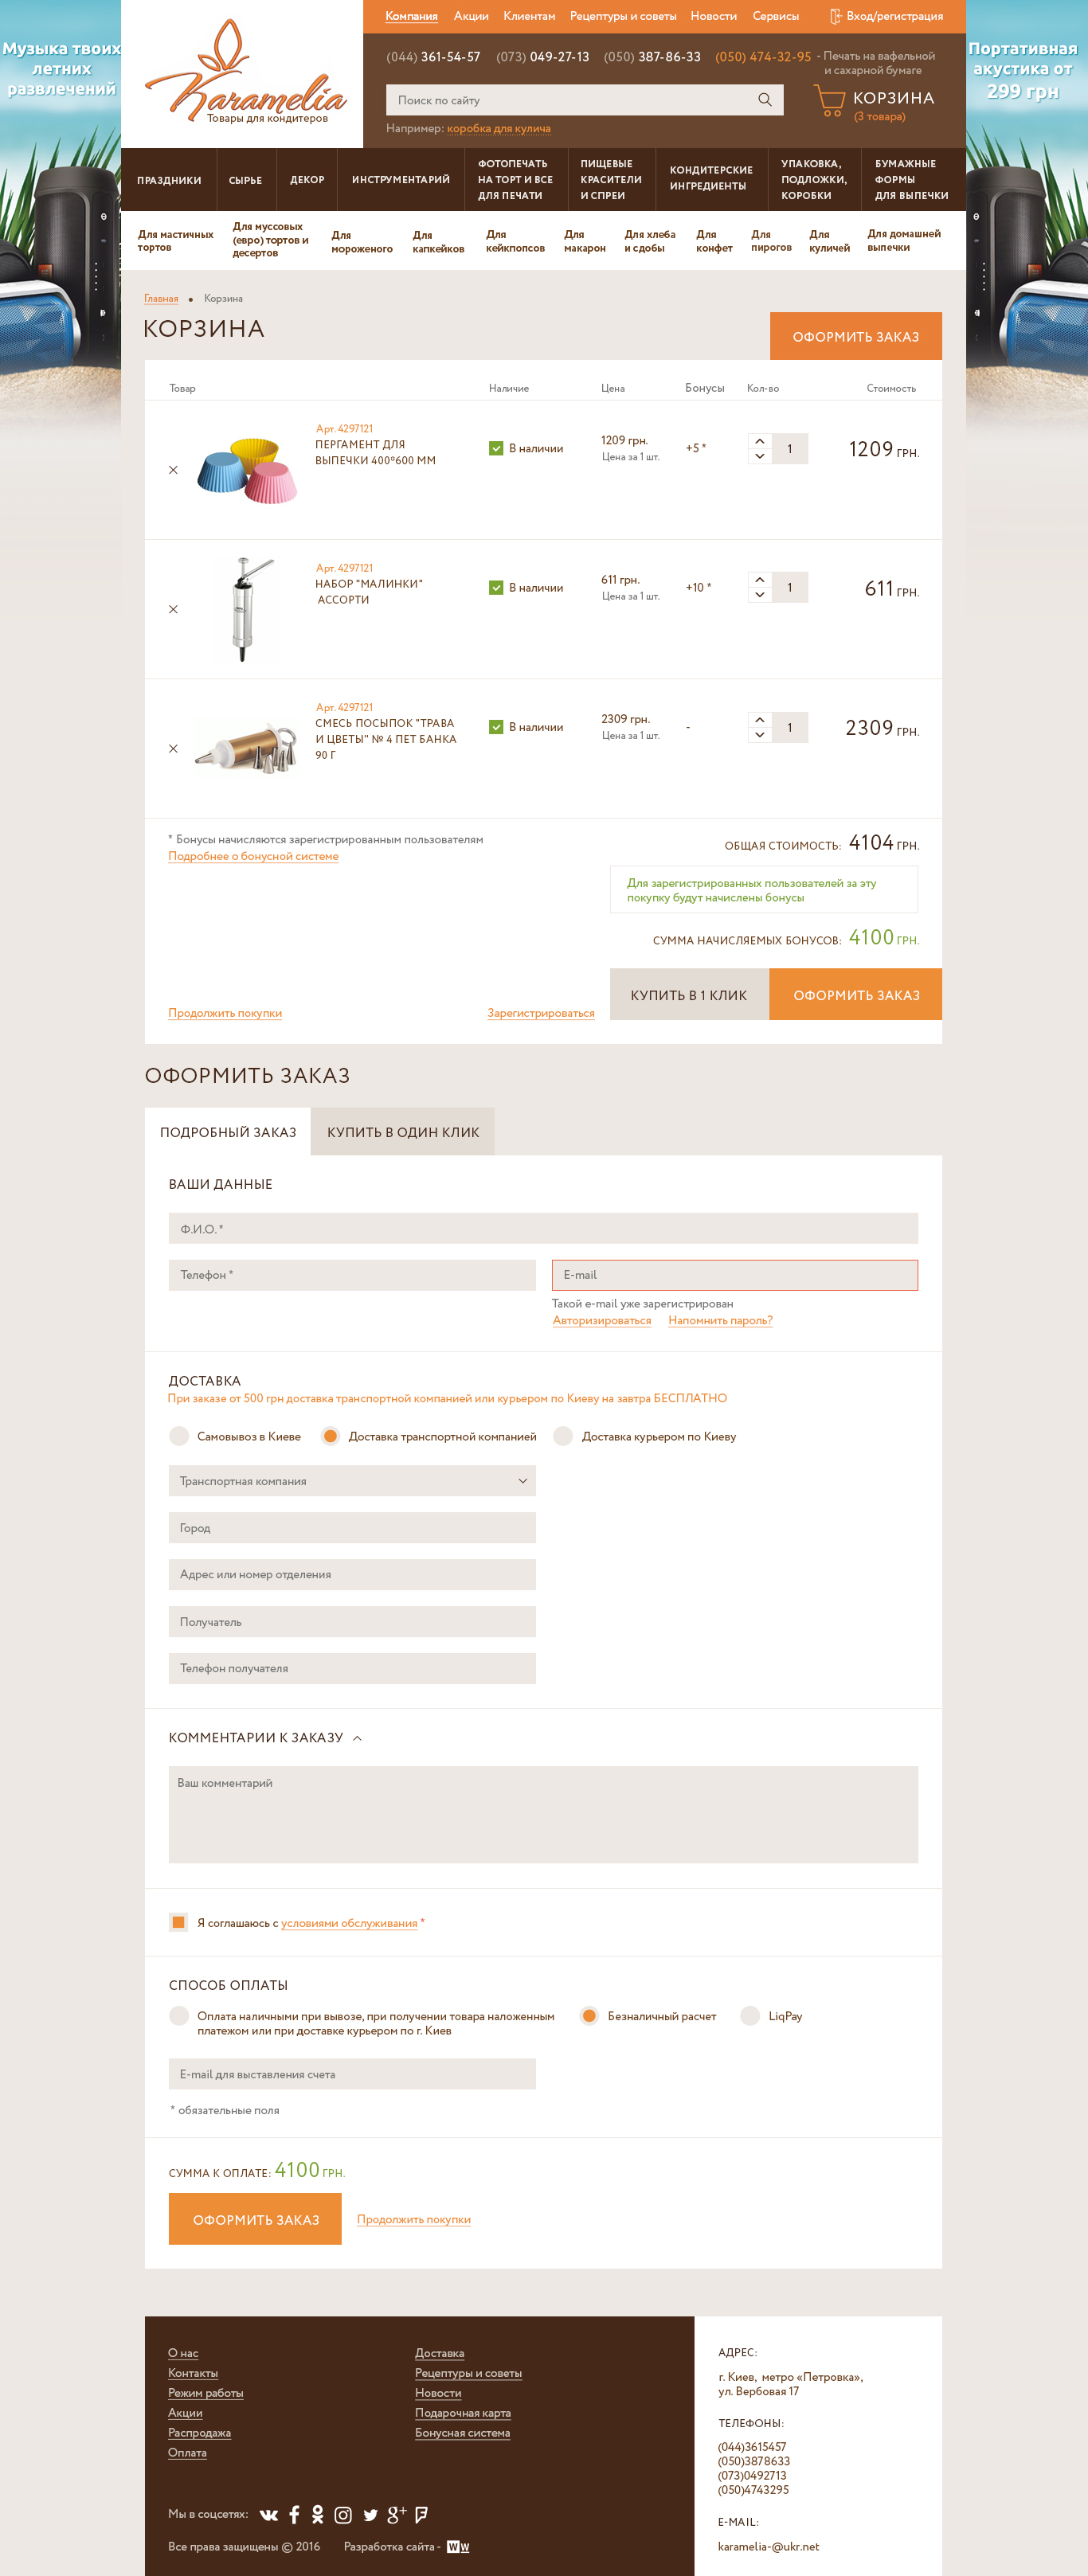 Музыка твоих
летних
развлечений
Портативная
акустика от
299 грн
Karamelia
Товары для кондитеров
Компания Акции Клиентам Рецептуры и советы Новости Сервисы Вход/регистрация
(044) 361-54-57 (073) 049-27-13 (050) 387-86-33 (050) 474-32-95 - Печать на вафельной
и сахарной бумаге
Поиск по сайту
КОРЗИНА
(3 товара)
Например: коробка для кулича
ПРАЗДНИКИ
СЫРЬЕ
ДЕКОР
ИНСТРУМЕНТАРИЙ
ФОТОПЕЧАТЬ
НА ТОРТ И ВСЕ
ДЛЯ ПЕЧАТИ
ПИЩЕВЫЕ
КРАСИТЕЛИ
И СПРЕИ
КОНДИТЕРСКИЕ
ИНГРЕДИЕНТЫ
УПАКОВКА,
ПОДЛОЖКИ,
КОРОБКИ
БУМАЖНЫЕ
ФОРМЫ
ДЛЯ ВЫПЕЧКИ
Для мастичных
тортов
Для муссовых
(евро) тортов и
десертов
Для
мороженого
Для
капкейков
Для
кейкпопсов
Для
макарон
Для хлеба
и сдобы
Для
конфет
Для
пирогов
Для
куличей
Для домашней
выпечки
Главная Корзина
КОРЗИНА
ОФОРМИТЬ ЗАКАЗ
Товар Наличие Цена Бонусы Кол-во Стоимость
Арт. 4297121
ПЕРГАМЕНТ ДЛЯ
ВЫПЕЧКИ 400*600 ММ
В наличии
1209 грн.
Цена за 1 шт.
+5 *
1
1209 ГРН.
Арт. 4297121
НАБОР "МАЛИНКИ"
АССОРТИ
В наличии
611 грн.
Цена за 1 шт.
+10 *
1
611 ГРН.
Арт. 4297121
СМЕСЬ ПОСЫПОК "ТРАВА
И ЦВЕТЫ" № 4 ПЕТ БАНКА
90 Г
В наличии
2309 грн.
Цена за 1 шт.
-
1
2309 ГРН.
* Бонусы начисляются зарегистрированным пользователям
Подробнее о бонусной системе
ОБЩАЯ СТОИМОСТЬ: 4104 ГРН.
Для зарегистрированных пользователей за эту
покупку будут начислены бонусы
СУММА НАЧИСЛЯЕМЫХ БОНУСОВ: 4100 ГРН.
Продолжить покупки Зарегистрироваться КУПИТЬ В 1 КЛИК ОФОРМИТЬ ЗАКАЗ
ОФОРМИТЬ ЗАКАЗ
ПОДРОБНЫЙ ЗАКАЗ КУПИТЬ В ОДИН КЛИК
ВАШИ ДАННЫЕ
Ф.И.О. *
Телефон * E-mail
Такой e-mail уже зарегистрирован
Авторизироваться Напомнить пароль?
ДОСТАВКА
При заказе от 500 грн доставка транспортной компанией или курьером по Киеву на завтра БЕСПЛАТНО
Самовывоз в Киеве Доставка транспортной компанией Доставка курьером по Киеву
Транспортная компания
Город
Адрес или номер отделения
Получатель
Телефон получателя
КОММЕНТАРИИ К ЗАКАЗУ
Ваш комментарий
Я соглашаюсь с условиями обслуживания *
СПОСОБ ОПЛАТЫ
Оплата наличными при вывозе, при получении товара наложенным
платежом или при доставке курьером по г. Киев
Безналичный расчет
LiqPay
E-mail для выставления счета
* обязательные поля
СУММА К ОПЛАТЕ: 4100 ГРН.
ОФОРМИТЬ ЗАКАЗ Продолжить покупки
О нас
Контакты
Режим работы
Акции
Распродажа
Оплата
Доставка
Рецептуры и советы
Новости
Подарочная карта
Бонусная система
Мы в соцсетях:
Все права защищены © 2016 Разработка сайта - WW
АДРЕС:
г. Киев, метро «Петровка»,
ул. Вербовая 17
ТЕЛЕФОНЫ:
(044)3615457
(050)3878633
(073)0492713
(050)4743295
E-MAIL:
karamelia-@ukr.net